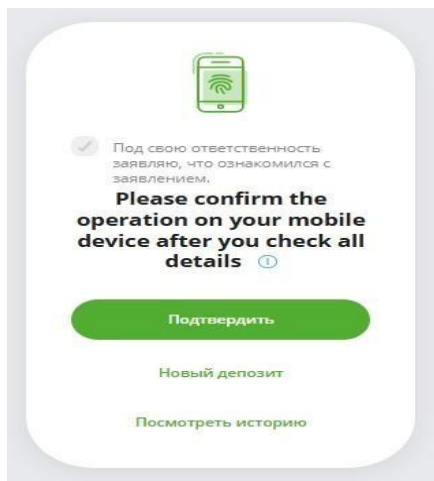 Под свою ответственность
заявляю, что ознакомился с
заявлением.
Please confirm the
operation on your mobile
device after you check all
details
Подтвердить
Новый депозит
Посмотреть историю